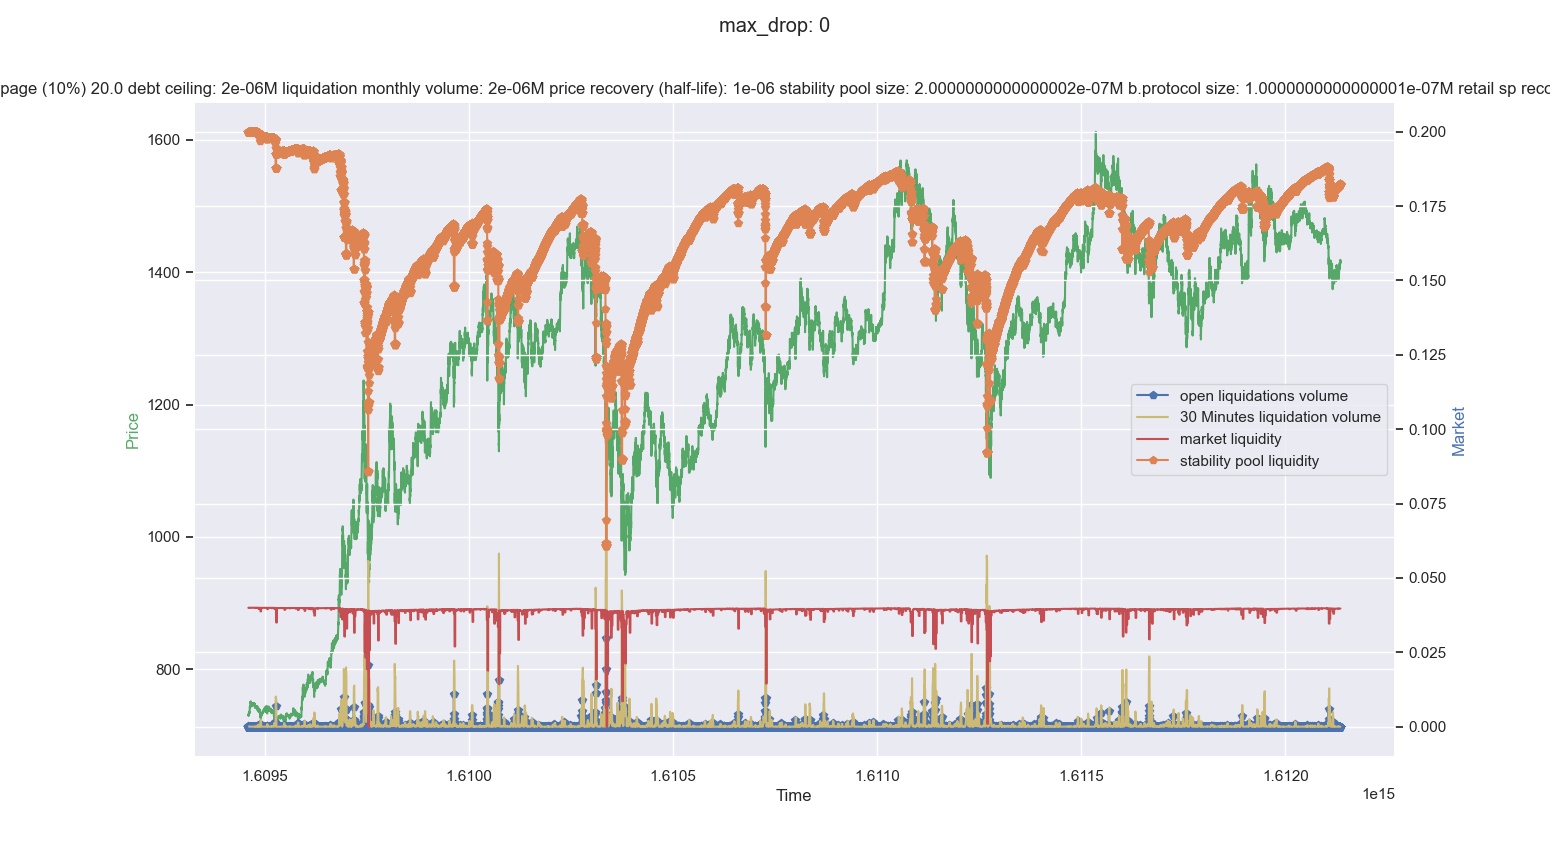 max_drop: 0
page (10%) 20.0 debt ceiling: 2e-06M liquidation monthly volume: 2e-06M price recovery (half-life): 1e-06 stability pool size: 2.0000000000000002e-07M b.protocol size: 1.0000000000000001e-07M retail sp reco
1600
1400
1200
1000
800
Price
0.200
0.175
0.150
0.125
0.100
0.075
0.050
0.025
0.000
Market
open liquidations volume
30 Minutes liquidation volume
market liquidity
stability pool liquidity
1.6095 1.6100 1.6105 1.6110 1.6115 1.6120
Time
1e15